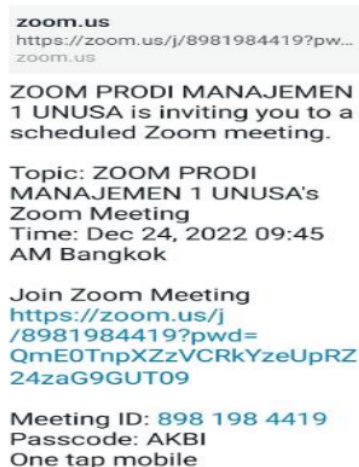 zoom.us
https://zoom.us/j/8981984419?pw...
zoom.us
ZOOM PRODI MANAJEMEN
1 UNUSA is inviting you to a
scheduled Zoom meeting.
Topic: ZOOM PRODI
MANAJEMEN 1 UNUSA's
Zoom Meeting
Time: Dec 24, 2022 09:45
AM Bangkok
Join Zoom Meeting
https://zoom.us/j
/8981984419?pwd=
QmE0TnpXZzVCRkYzeUpRZ
24zaG9GUT09
Meeting ID: 898 198 4419
Passcode: AKBI
One tap mobile